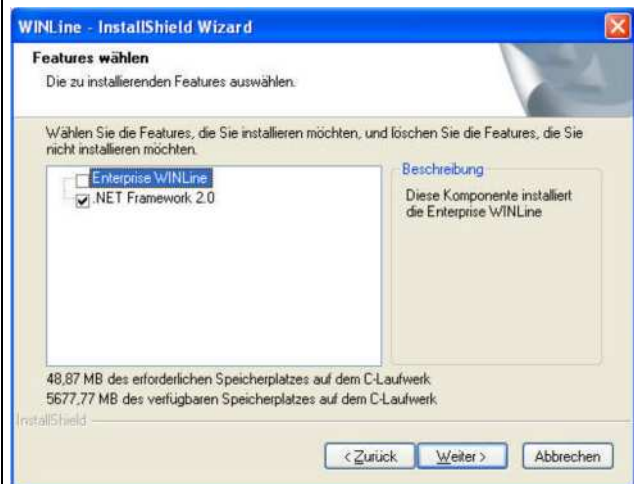 WINLine - InstallShield Wizard
Features wählen
Die zu installierenden Features auswählen.
Wählen Sie die Features, die Sie installieren möchten, und löschen Sie die Features, die Sie
nicht installieren möchten.
Enterprise WINLine
.NET Framework 2.0
Beschreibung
Diese Komponente installiert
die Enterprise WINLine
48,87 MB des erforderlichen Speicherplatzes auf dem C-Laufwerk
5677,77 MB des verfügbaren Speicherplatzes auf dem C-Laufwerk
InstallShield
< Zurück
Weiter >
Abbrechen